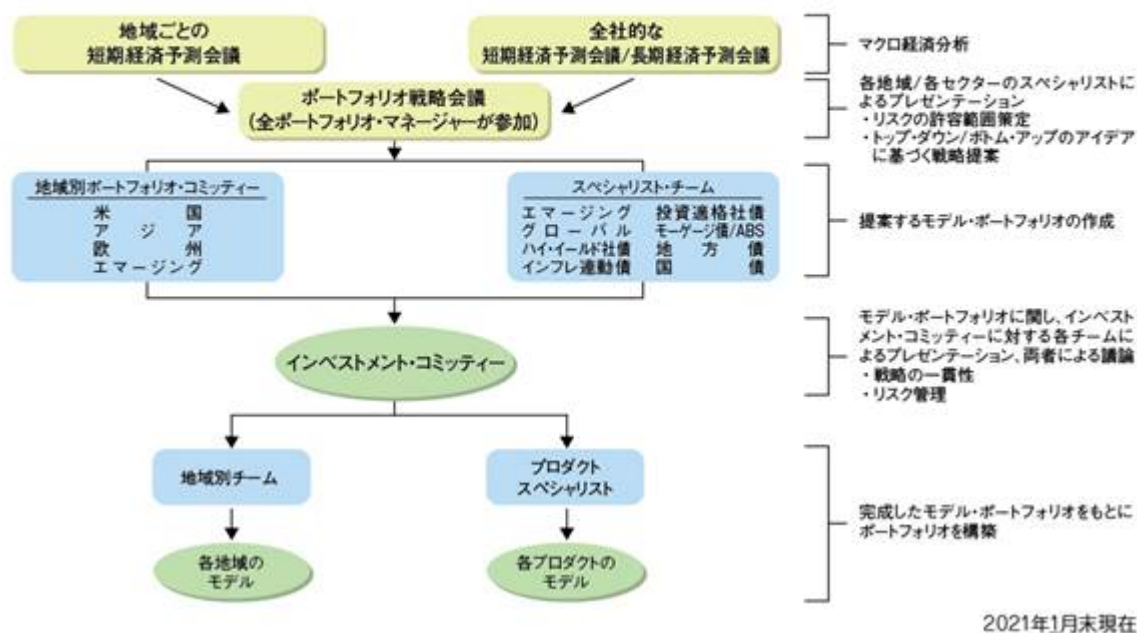 地域ごとの
短期経済予測会議
全社的な
短期経済予測会議/長期経済予測会議
マクロ経済分析
ポートフォリオ戦略会議
(全ポートフォリオ・マネージャーが参加)
各地域/各セクターのスペシャリストに
よるプレゼンテーション
・リスクの許容範囲策定
・トップ・ダウン/ボトム・アップのアイデア
に基づく戦略提案
地域別ポートフォリオ・コミッティー
米国
アジア
欧州
エマージング
スペシャリスト・チーム
エマージング 投資適格社債
グローバル モーゲージ債/ABS
ハイ・イールド社債 地方債
インフレ連動債 国債
提案するモデル・ポートフォリオの作成
インベストメント・コミッティー
モデル・ポートフォリオに関し、インベスト
メント・コミッティーに対する各チームに
よるプレゼンテーション、両者による議論
・戦略の一貫性
・リスク管理
地域別チーム
プロダクト
スペシャリスト
各地域の
モデル
各プロダクトの
モデル
完成したモデル・ポートフォリオをもとに
ポートフォリオを構築
2021年1月末現在